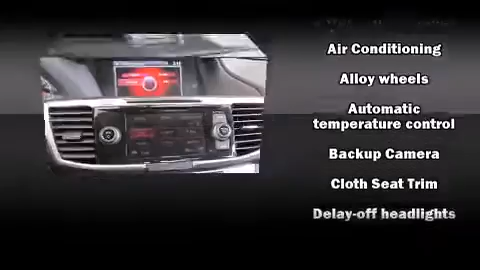 Air Conditioning
Alloy wheels
Automatic
temperature control
Backup Camera
Cloth Seat Trim
Delay-off headlights